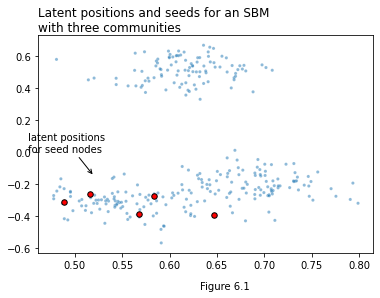 Latent positions and seeds for an SBM
with three communities
0.6
0.4
0.2
0.0
−0.2
−0.4
−0.6
latent positions
for seed nodes
0.50
0.55
0.60
0.65
0.70
0.75
0.80
Figure 6.1